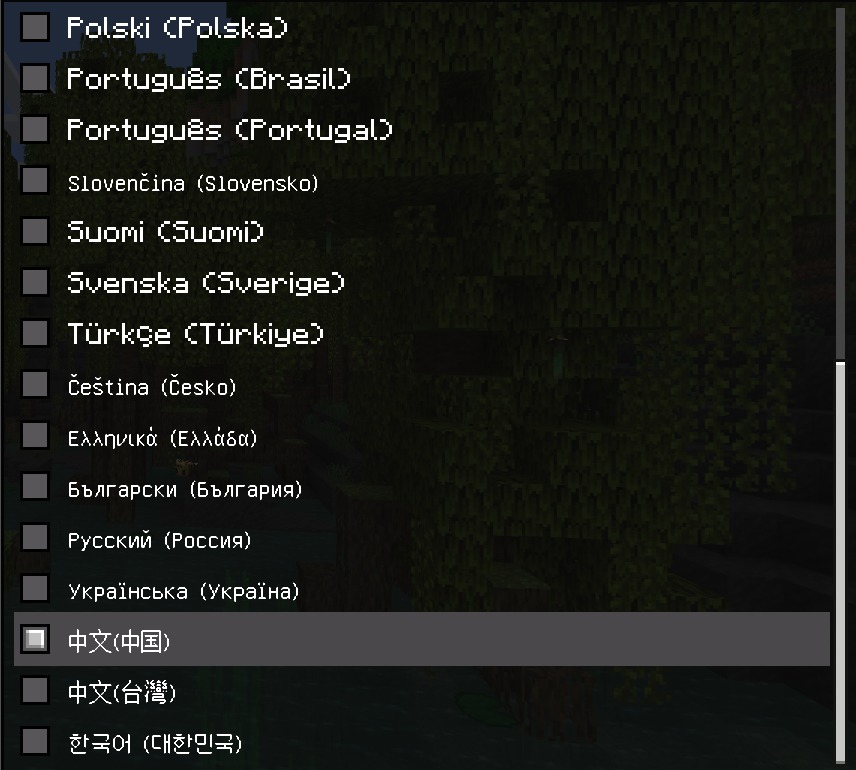 Polski (Polska)
Português (Brasil)
Português (Portugal)
Slovenčina (Slovensko)
Suomi (Suomi)
Svenska (Sverige)
Türkçe (Türkiye)
Čeština (Česko)
Ελληνικά (Ελλάδα)
Български (България)
Русский (Россия)
Українська (Україна)
中文(中国)
中文(台灣)
한국어 (대한민국)